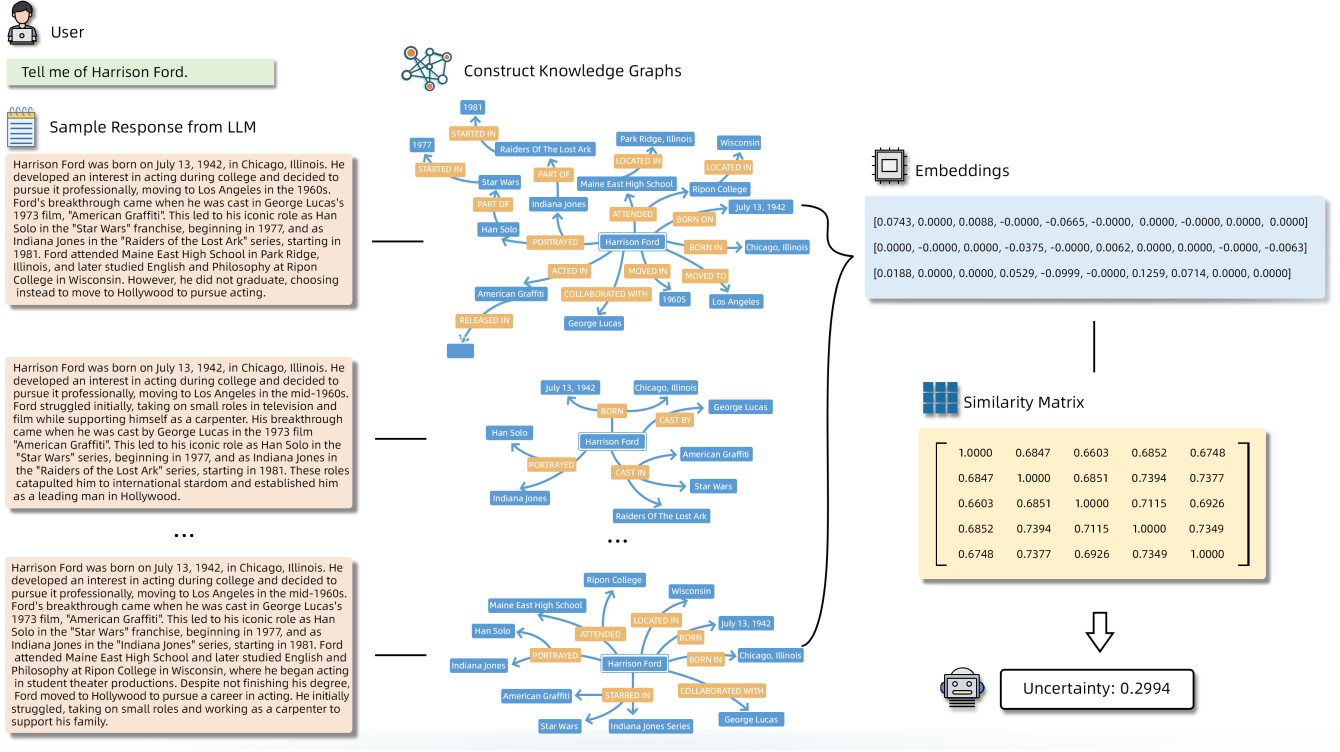 User
Tell me of Harrison Ford.
Sample Response from LLM
Harrison Ford was born on July 13, 1942, in Chicago, Illinois. He
developed an interest in acting during college and decided to
pursue it professionally, moving to Los Angeles in the 1960s.
Ford's breakthrough came when he was cast in George Lucas's
1973 film, "American Graffiti". This led to his iconic role as Han
Solo in the "Star Wars" franchise, beginning in 1977, and as
Indiana Jones in the "Raiders of the Lost Ark" series, starting in
1981. Ford attended Maine East High School in Park Ridge,
Illinois, and later studied English and Philosophy at Ripon
College in Wisconsin. However, he did not graduate, choosing
instead to move to Hollywood to pursue acting.
Harrison Ford was born on July 13, 1942, in Chicago, Illinois. He
developed an interest in acting during college and decided to
pursue it professionally, moving to Los Angeles in the mid-1960s.
Ford struggled initially, taking on small roles in television and
film while supporting himself as a carpenter. His breakthrough
came when he was cast by George Lucas in the 1973 film
"American Graffiti". This led to his iconic role as Han Solo in the
"Star Wars" series, beginning in 1977, and as Indiana Jones in
the "Raiders of the Lost Ark" series, starting in 1981. These roles
catapulted him to international stardom and established him
as a leading man in Hollywood.
...
Harrison Ford was born on July 13, 1942, in Chicago, Illinois. He
developed an interest in acting during college and decided to
pursue it professionally, moving to Los Angeles in the mid-1960s.
Ford's breakthrough came when he was cast in George Lucas's
1973 film, "American Graffiti". This led to his iconic role as Han
Solo in the "Star Wars" franchise, beginning in 1977, and as
Indiana Jones in the "Indiana Jones" series, starting in 1981. Ford
attended Maine East High School and later studied English and
Philosophy at Ripon College in Wisconsin, where he began acting
in student theater productions. Despite not finishing his degree,
Ford moved to Hollywood to pursue a career in acting. He initially
struggled, taking on small roles and working as a carpenter to
support his family.
Construct Knowledge Graphs
1981
STARTED IN
1977
Raiders Of The Lost Ark
Park Ridge, Illinois
Wisconsin
STARTED IN
PART OF
LOCATED IN
LOCATED IN
Star Wars
Maine East High School
Ripon College
PART OF
Indiana Jones
ATTENDED
BORN ON
July 13, 1942
Han Solo
PORTRAYED
Harrison Ford
BORN IN
Chicago, Illinois
ACTED IN
MOVED IN
MOVED TO
American Graffiti
COLLABORATED WITH
1960S
Los Angeles
RELEASED IN
George Lucas
July 13, 1942
Chicago, Illinois
BORN
George Lucas
CAST BY
Han Solo
Harrison Ford
American Graffiti
PORTRAYED
CAST IN
Indiana Jones
Star Wars
Raiders Of The Lost Ark
...
Ripon College
Wisconsin
Maine East High School
LOCATED IN
July 13, 1942
Han Solo
ATTENDED
BORN
Indiana Jones
PORTRAYED
Harrison Ford
BORN IN
Chicago, Illinois
American Graffiti
STARRED IN
COLLABORATED WITH
Star Wars
Indiana Jones Series
George Lucas
Embeddings
[0.0743, 0.0000, 0.0088, -0.0000, -0.0665, -0.0000, 0.0000, -0.0000, 0.0000, 0.0000]
[0.0000, -0.0000, 0.0000, -0.0375, -0.0000, 0.0062, 0.0000, 0.0000, -0.0000, -0.0063]
[0.0188, 0.0000, 0.0000, 0.0529, -0.0999, -0.0000, 0.1259, 0.0714, 0.0000, 0.0000]
Similarity Matrix
1.0000 0.6847 0.6603 0.6852 0.6748
0.6847 1.0000 0.6851 0.7394 0.7377
0.6603 0.6851 1.0000 0.7115 0.6926
0.6852 0.7394 0.7115 1.0000 0.7349
0.6748 0.7377 0.6926 0.7349 1.0000
Uncertainty: 0.2994